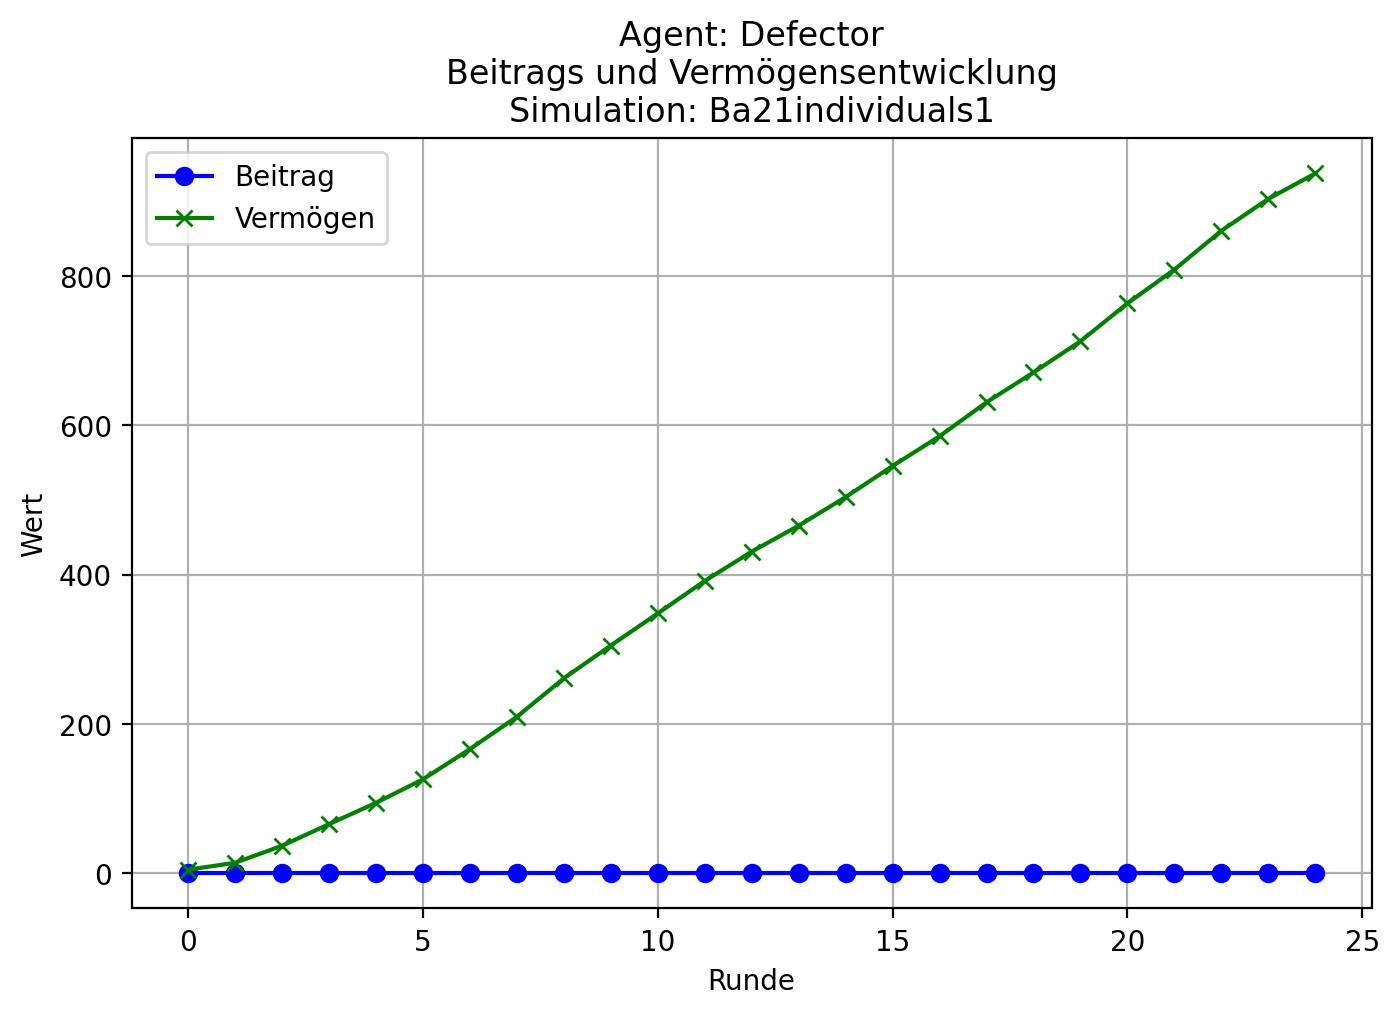 Agent: Defector
Beitrags und Vermögensentwicklung
Simulation: Ba21individuals1
Beitrag
Vermögen
800
600
400
200
0
Wert
0 5 10 15 20 25
Runde